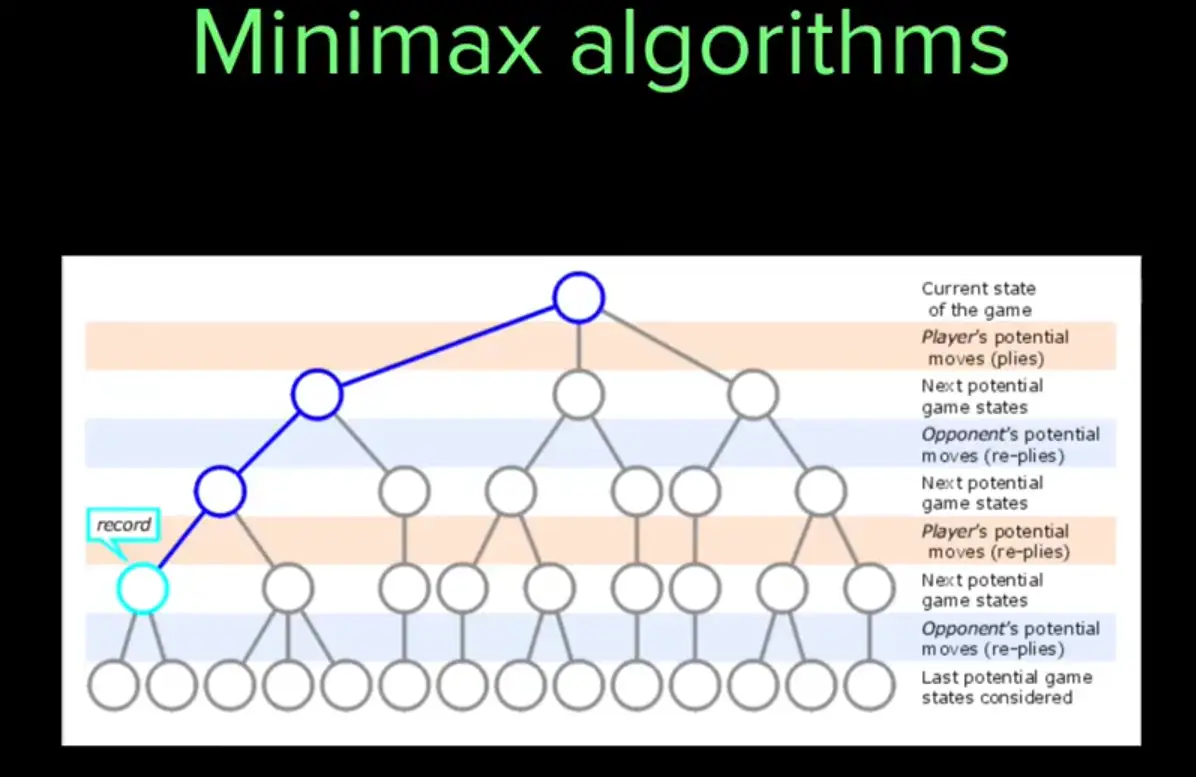 Minimax algorithms
Current state
of the game
Player's potential
moves (plies)
Next potential
game states
Opponent's potential
moves (re-plies)
Next potential
game states
record
Player's potential
moves (re-plies)
Next potential
game states
Opponent's potential
moves (re-plies)
Last potential game
states considered